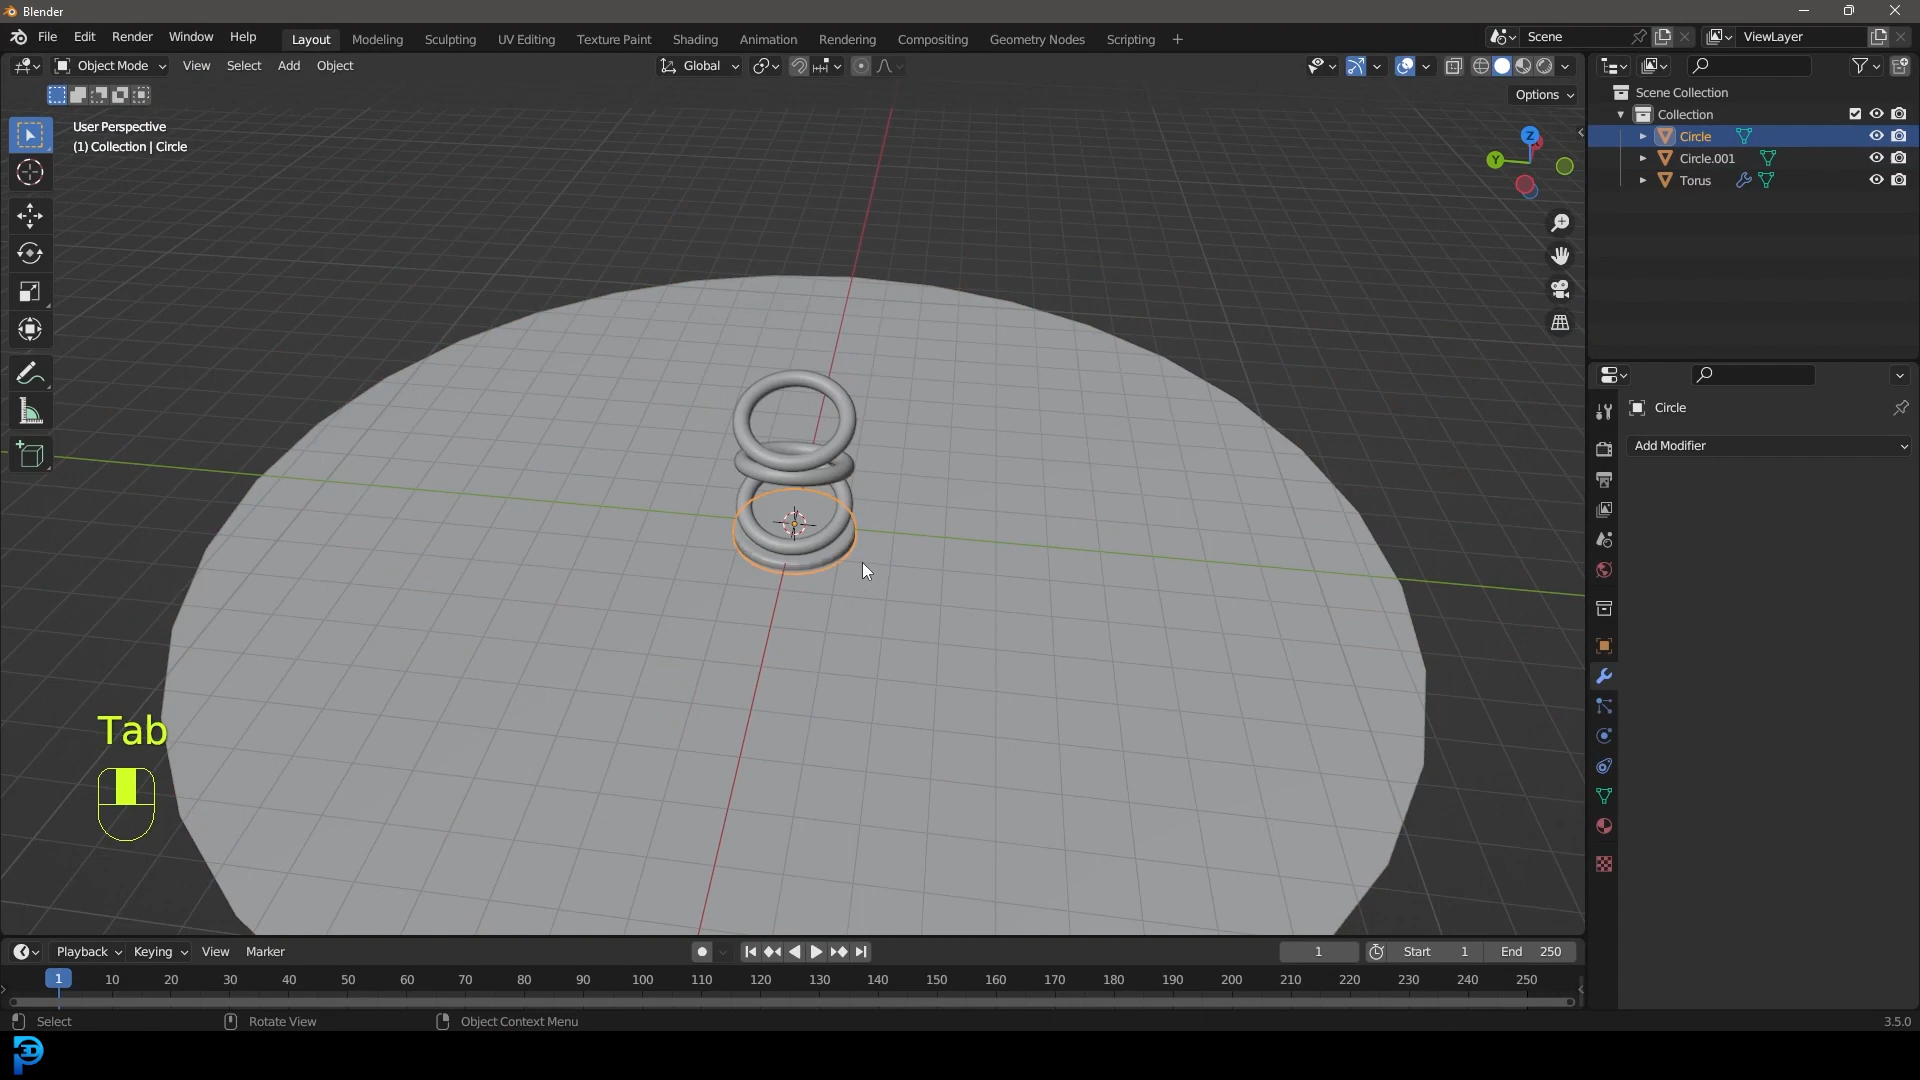 Blender
File Edit Render Window Help Layout Modeling Sculpting UV Editing Texture Paint Shading Animation Rendering Compositing Geometry Nodes Scripting + Scene ViewLayer
Object Mode View Select Add Object Global
Options
User Perspective
(1) Collection | Circle
Z
Y
Scene Collection
Collection
Circle
Circle.001
Torus
Circle
Add Modifier
Tab
Playback Keying View Marker 1 Start 1 End 250
1 10 20 30 40 50 60 70 80 90 100 110 120 130 140 150 160 170 180 190 200 210 220 230 240 250
Select Rotate View Object Context Menu 3.5.0
3D